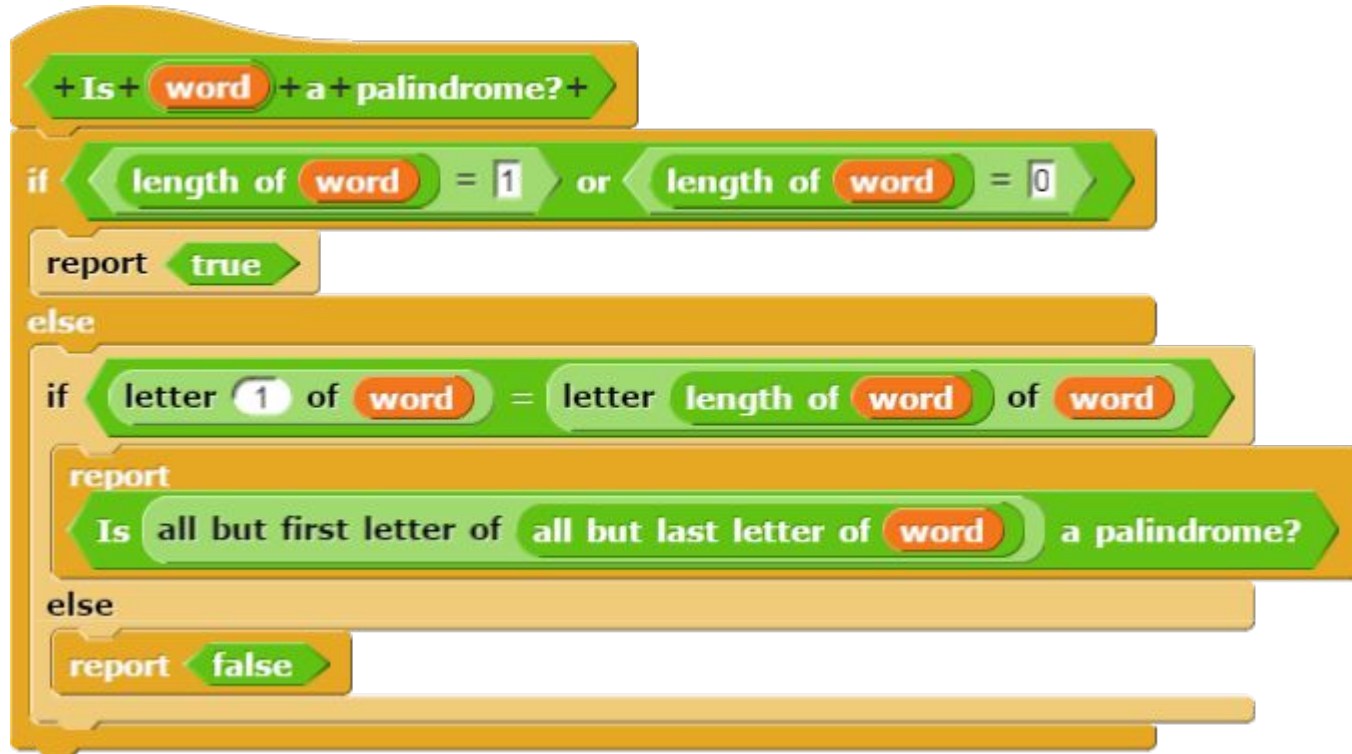 +Is+ word +a+palindrome?+
if length of word = 1 or length of word = 0
report true
else
if letter 1 of word = letter length of word of word
report
Is all but first letter of all but last letter of word a palindrome?
else
report false